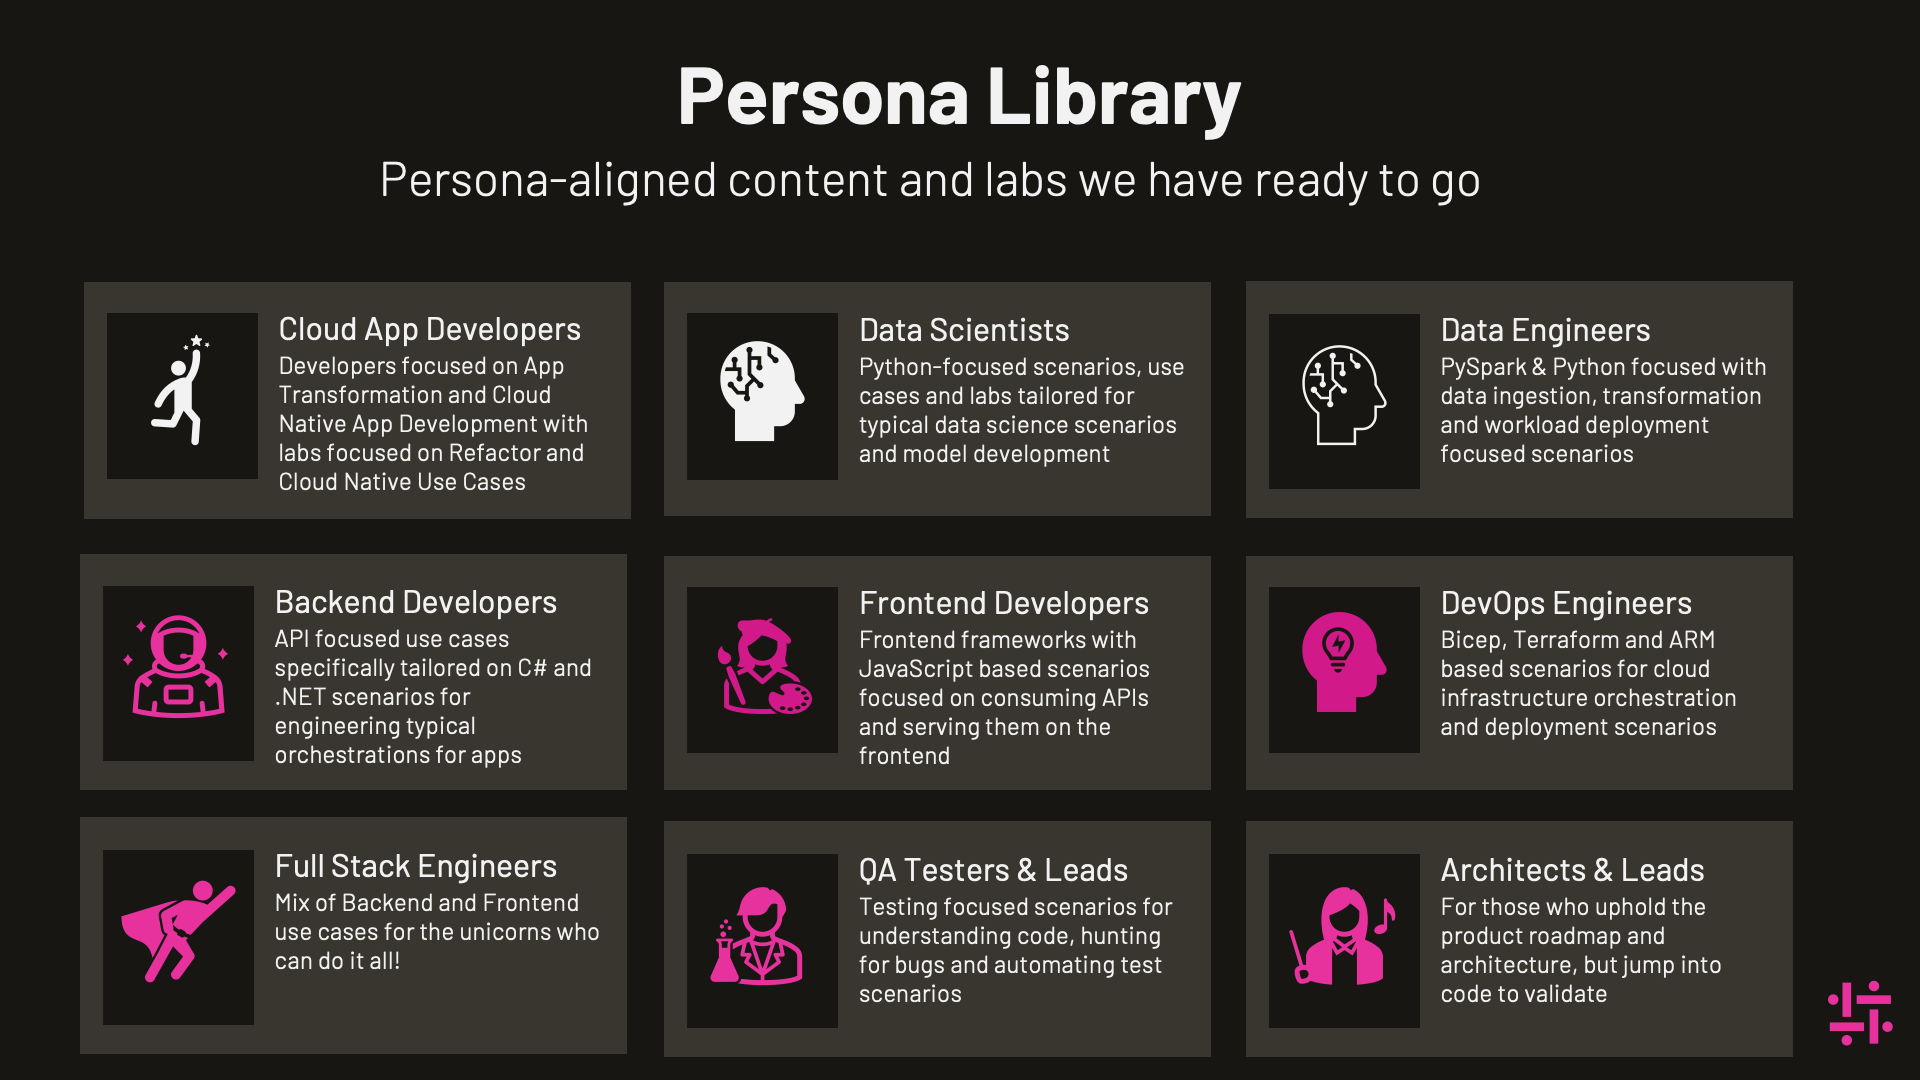 Persona Library
Persona-aligned content and labs we have ready to go
Cloud App Developers
Developers focused on App
Transformation and Cloud
Native App Development with
labs focused on Refactor and
Cloud Native Use Cases
Data Scientists
Python-focused scenarios, use
cases and labs tailored for
typical data science scenarios
and model development
Data Engineers
PySpark & Python focused with
data ingestion, transformation
and workload deployment
focused scenarios
Backend Developers
API focused use cases
specifically tailored on C# and
.NET scenarios for
engineering typical
orchestrations for apps
Frontend Developers
Frontend frameworks with
JavaScript based scenarios
focused on consuming APIs
and serving them on the
frontend
DevOps Engineers
Bicep, Terraform and ARM
based scenarios for cloud
infrastructure orchestration
and deployment scenarios
Full Stack Engineers
Mix of Backend and Frontend
use cases for the unicorns who
can do it all!
QA Testers & Leads
Testing focused scenarios for
understanding code, hunting
for bugs and automating test
scenarios
Architects & Leads
For those who uphold the
product roadmap and
architecture, but jump into
code to validate